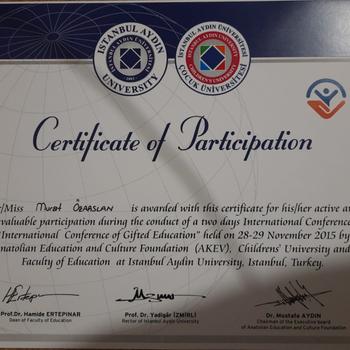 ISTANBUL AYDIN UNIVERSITY
İSTANBUL AYDIN ÜNİVERSİTESİ
ÇOCUK ÜNİVERSİTESİ
Certificate of Participation
/Miss Murat ÖZARSLAN is awarded with this certificate for his/her active and
valuable participation during the conduct of a two days International Conference
"International Conference of Gifted Education" held on 28-29 November 2015 by
Anatolian Education and Culture Foundation (AKEV), Childrens' University and
Faculty of Education at Istanbul Aydin University, Istanbul, Turkey.
Prof.Dr. Hamide ERTEPINAR
Dean of Faculty of Education
Prof. Dr. Yadigâr İZMİRLİ
Rector of Istanbul Aydın University
Dr. Mustafa AYDIN
Chairman of the Executive board
of Anatolian Education and Culture Foundation